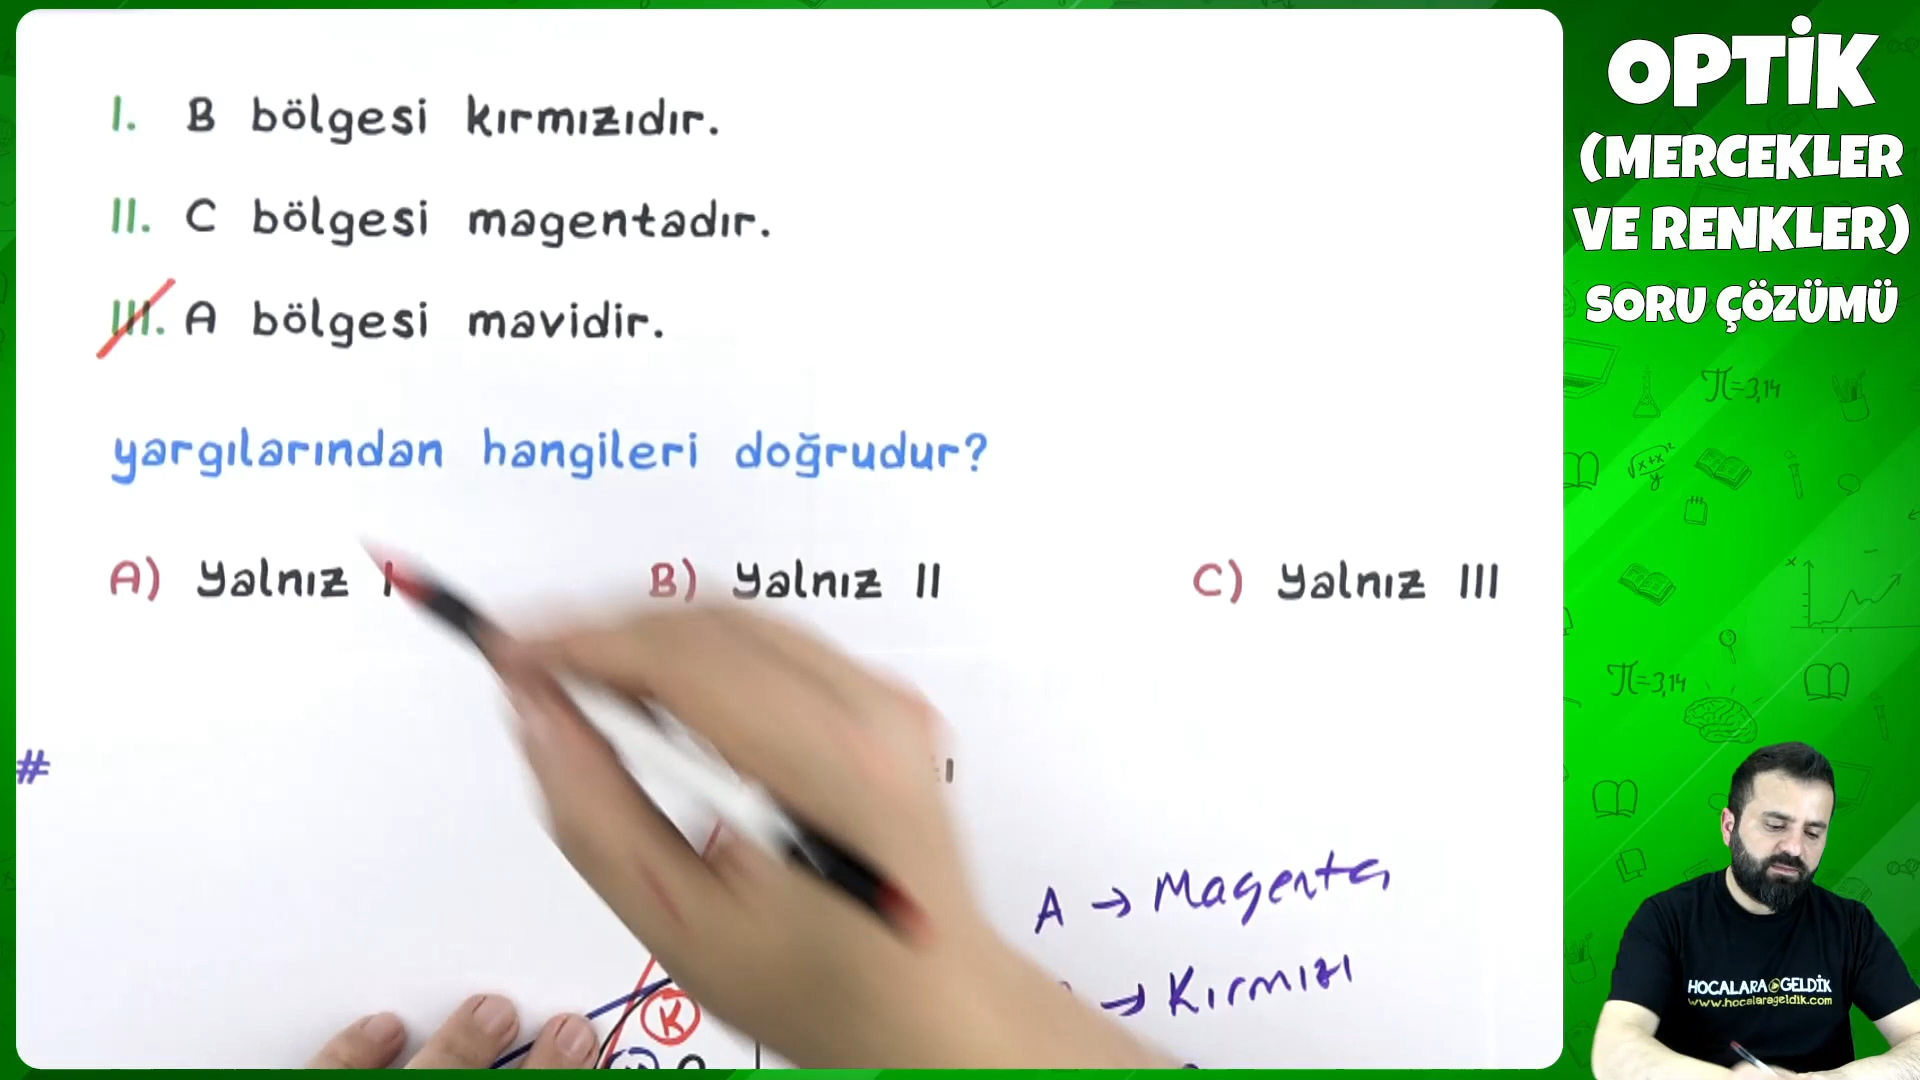 I. B bölgesi kırmızıdır.
II. C bölgesi magentadır.
III. A bölgesi mavidir.
yargılarından hangileri doğrudur?
A) Yalnız I
B) Yalnız II
C) Yalnız III
#
A → Magenta
→ Kırmızı
K
OPTİK
(MERCEKLER
VE RENKLER)
SORU ÇÖZÜMÜ
π=3,14
π=3,14
HOCALARA GELDİK
www.hocalarageldik.com